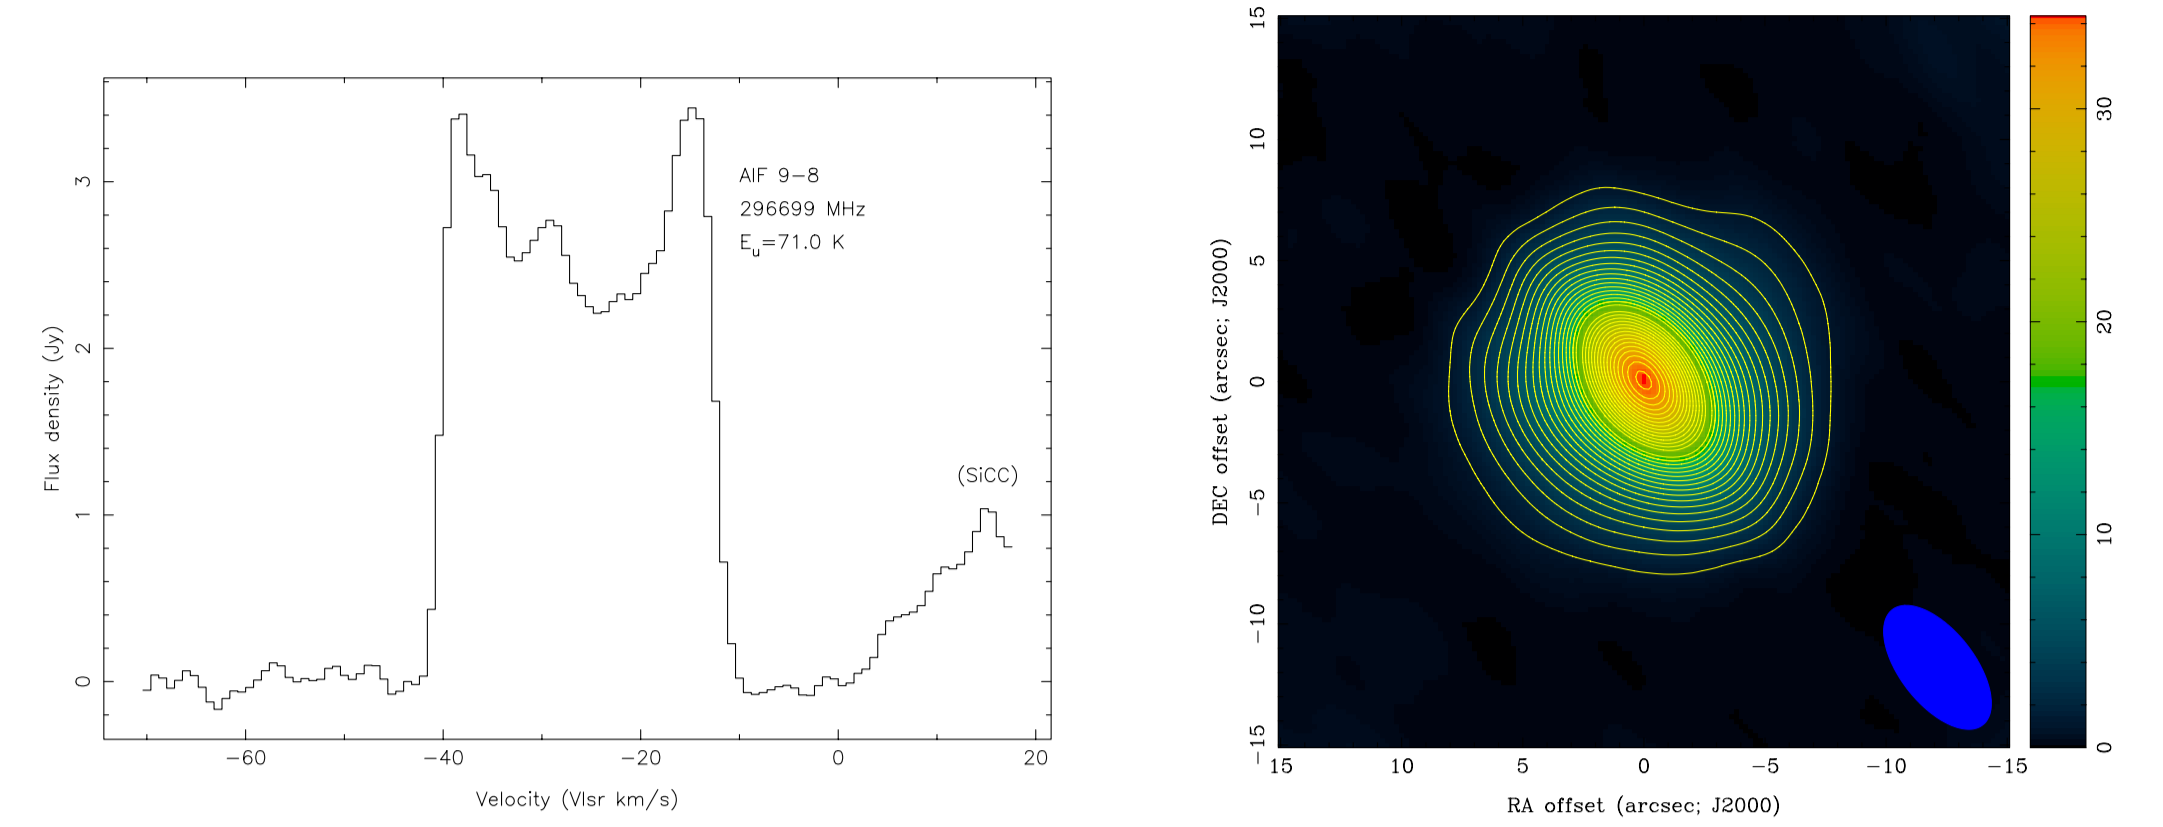 AlF 9−8
296699 MHz
Eu=71.0 K
(SiCC)
3
2
1
0
Flux density (Jy)
−60 −40 −20 0 20
Velocity (Vlsr km/s)
15
10
5
0
−5
−10
−15
DEC offset (arcsec; J2000)
15 10 5 0 −5 −10 −15
RA offset (arcsec; J2000)
30
20
10
0